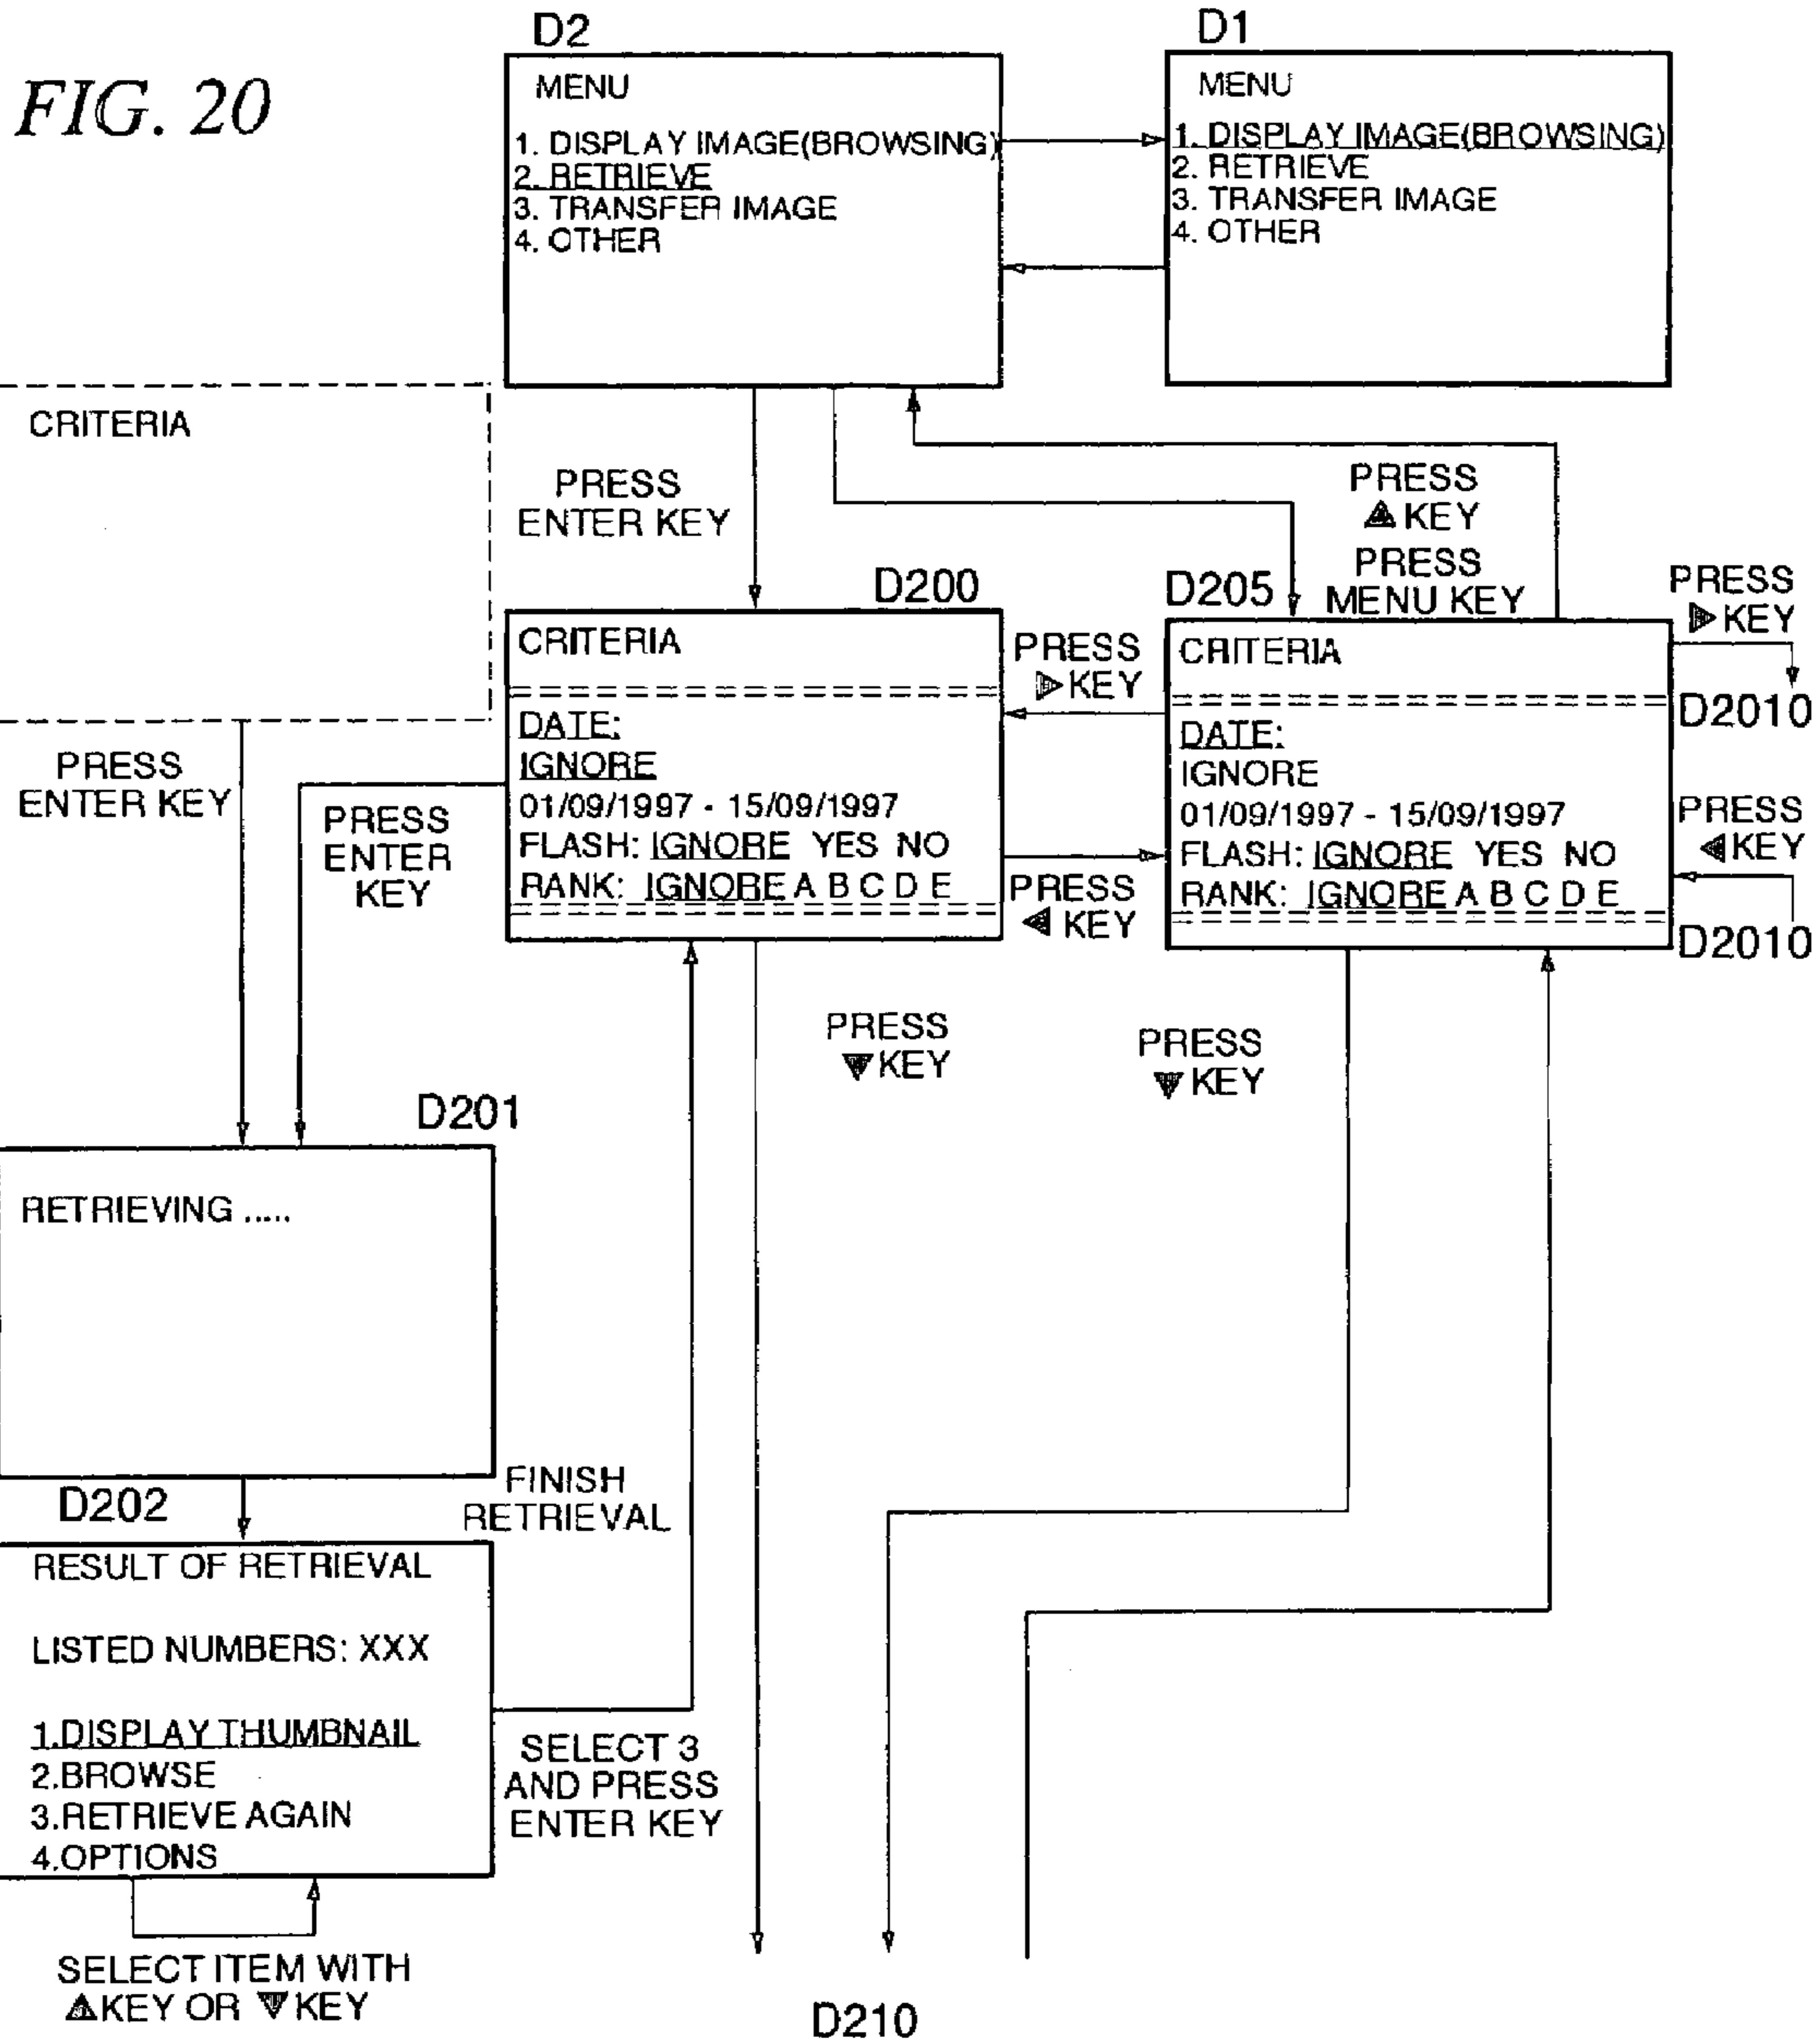 FIG. 20
D2
MENU
1. DISPLAY IMAGE(BROWSING)
2. RETRIEVE
3. TRANSFER IMAGE
4. OTHER
D1
MENU
1. DISPLAY IMAGE(BROWSING)
2. RETRIEVE
3. TRANSFER IMAGE
4. OTHER
CRITERIA
PRESS
ENTER KEY
PRESS
▲ KEY
PRESS
MENU KEY
D200
CRITERIA
DATE:
IGNORE
01/09/1997 - 15/09/1997
FLASH: IGNORE YES NO
RANK: IGNORE A B C D E
PRESS
▶ KEY
PRESS
◀ KEY
D205
CRITERIA
DATE:
IGNORE
01/09/1997 - 15/09/1997
FLASH: IGNORE YES NO
RANK: IGNORE A B C D E
PRESS
▶ KEY
D2010
PRESS
◀ KEY
D2010
PRESS
ENTER KEY
PRESS
ENTER
KEY
PRESS
▼ KEY
PRESS
▼ KEY
D201
RETRIEVING .....
FINISH
RETRIEVAL
D202
RESULT OF RETRIEVAL
LISTED NUMBERS: XXX
1.DISPLAY THUMBNAIL
2.BROWSE
3.RETRIEVE AGAIN
4.OPTIONS
SELECT 3
AND PRESS
ENTER KEY
SELECT ITEM WITH
▲KEY OR ▼KEY
D210